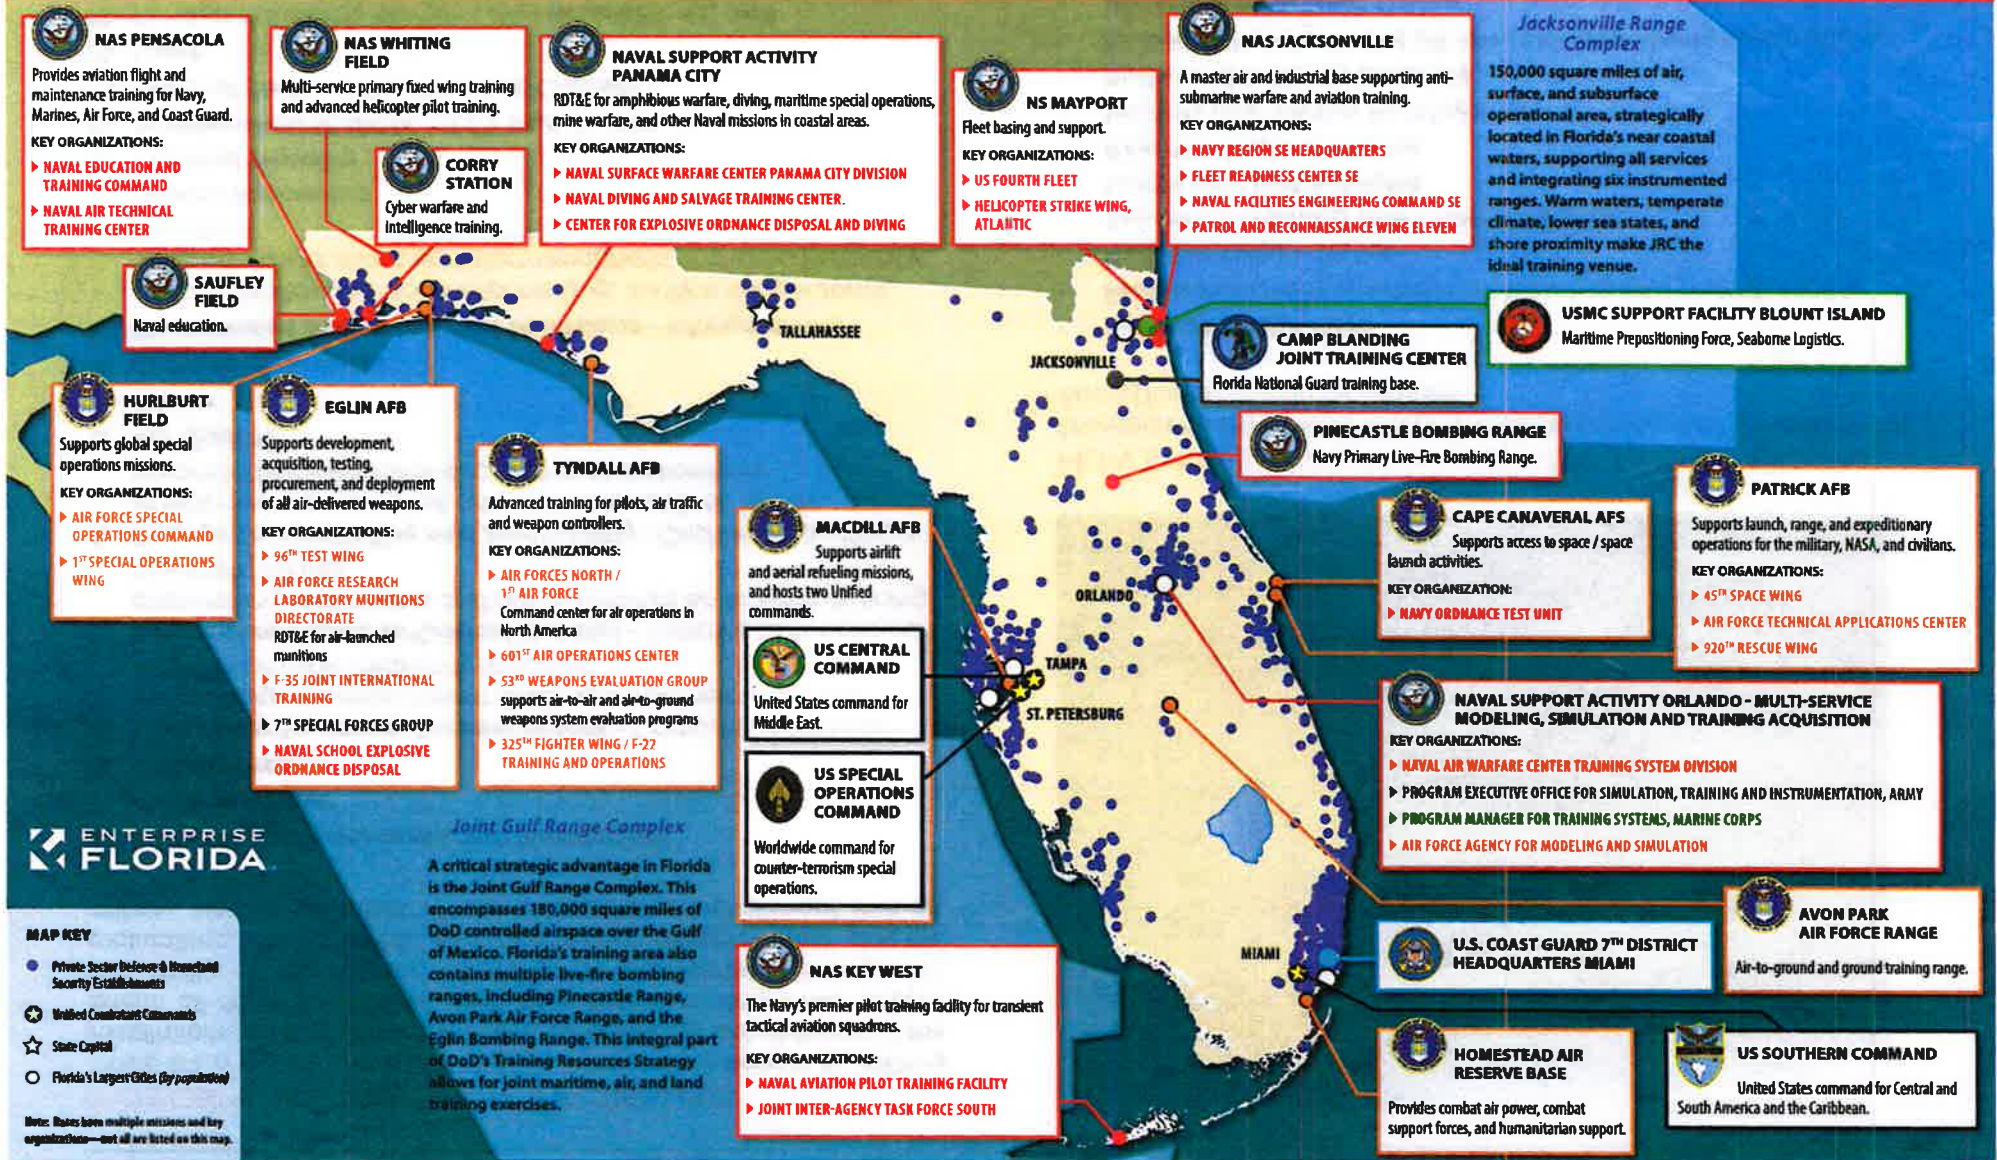 NAS PENSACOLA
Provides aviation flight and
maintenance training for Navy,
Marines, Air Force, and Coast Guard.
KEY ORGANIZATIONS:
NAVAL EDUCATION AND
TRAINING COMMAND
NAVAL AIR TECHNICAL
TRAINING CENTER
NAS WHITING
FIELD
Multi-service primary fixed wing training
and advanced helicopter pilot training.
CORRY
STATION
Cyber warfare and
Intelligence training.
NAVAL SUPPORT ACTIVITY
PANAMA CITY
RDT&E for amphibious warfare, diving, maritime special operations,
mine warfare, and other Naval missions in coastal areas.
KEY ORGANIZATIONS:
NAVAL SURFACE WARFARE CENTER PANAMA CITY DIVISION
NAVAL DIVING AND SALVAGE TRAINING CENTER.
CENTER FOR EXPLOSIVE ORDNANCE DISPOSAL AND DIVING
NS MAYPORT
Fleet basing and support.
KEY ORGANIZATIONS:
US FOURTH FLEET
HELICOPTER STRIKE WING,
ATLANTIC
NAS JACKSONVILLE
A master air and industrial base supporting anti-
submarine warfare and aviation training.
KEY ORGANIZATIONS:
NAVY REGION SE HEADQUARTERS
FLEET READINESS CENTER SE
NAVAL FACILITIES ENGINEERING COMMAND SE
PATROL AND RECONNAISSANCE WING ELEVEN
Jacksonville Range
Complex
150,000 square miles of air,
surface, and subsurface
operational area, strategically
located in Florida's near coastal
waters, supporting all services
and integrating six instrumented
ranges. Warm waters, temperate
climate, lower sea states, and
shore proximity make JRC the
ideal training venue.
SAUFLEY
FIELD
Naval education.
TALLAHASSEE
JACKSONVILLE
USMC SUPPORT FACILITY BLOUNT ISLAND
Maritime Prepositioning Force, Seaborne Logistics.
CAMP BLANDING
JOINT TRAINING CENTER
Florida National Guard training base.
PINECASTLE BOMBING RANGE
Navy Primary Live-Fire Bombing Range.
HURLBURT
FIELD
Supports global special
operations missions.
KEY ORGANIZATIONS:
AIR FORCE SPECIAL
OPERATIONS COMMAND
1ST SPECIAL OPERATIONS
WING
EGLIN AFB
Supports development,
acquisition, testing,
procurement, and deployment
of all air-delivered weapons.
KEY ORGANIZATIONS:
96TH TEST WING
AIR FORCE RESEARCH
LABORATORY MUNITIONS
DIRECTORATE
RDT&E for air-launched
munitions
F-35 JOINT INTERNATIONAL
TRAINING
7TH SPECIAL FORCES GROUP
NAVAL SCHOOL EXPLOSIVE
ORDNANCE DISPOSAL
TYNDALL AFB
Advanced training for pilots, air traffic
and weapon controllers.
KEY ORGANIZATIONS:
AIR FORCES NORTH /
1ST AIR FORCE
Command center for air operations in
North America
601ST AIR OPERATIONS CENTER
53RD WEAPONS EVALUATION GROUP
supports air-to-air and air-to-ground
weapons system evaluation programs
325TH FIGHTER WING / F-22
TRAINING AND OPERATIONS
MACDILL AFB
Supports airlift
and aerial refueling missions,
and hosts two Unified
commands.
US CENTRAL
COMMAND
United States command for
Middle East.
US SPECIAL
OPERATIONS
COMMAND
Worldwide command for
counter-terrorism special
operations.
ORLANDO
TAMPA
ST. PETERSBURG
MIAMI
CAPE CANAVERAL AFS
Supports access to space / space
launch activities.
KEY ORGANIZATION:
NAVY ORDNANCE TEST UNIT
PATRICK AFB
Supports launch, range, and expeditionary
operations for the military, NASA, and civilians.
KEY ORGANIZATIONS:
45TH SPACE WING
AIR FORCE TECHNICAL APPLICATIONS CENTER
920TH RESCUE WING
NAVAL SUPPORT ACTIVITY ORLANDO - MULTI-SERVICE
MODELING, SIMULATION AND TRAINING ACQUISITION
KEY ORGANIZATIONS:
NAVAL AIR WARFARE CENTER TRAINING SYSTEM DIVISION
PROGRAM EXECUTIVE OFFICE FOR SIMULATION, TRAINING AND INSTRUMENTATION, ARMY
PROGRAM MANAGER FOR TRAINING SYSTEMS, MARINE CORPS
AIR FORCE AGENCY FOR MODELING AND SIMULATION
AVON PARK
AIR FORCE RANGE
Air-to-ground and ground training range.
U.S. COAST GUARD 7TH DISTRICT
HEADQUARTERS MIAMI
HOMESTEAD AIR
RESERVE BASE
Provides combat air power, combat
support forces, and humanitarian support.
US SOUTHERN COMMAND
United States command for Central and
South America and the Caribbean.
NAS KEY WEST
The Navy's premier pilot training facility for transient
tactical aviation squadrons.
KEY ORGANIZATIONS:
NAVAL AVIATION PILOT TRAINING FACILITY
JOINT INTER-AGENCY TASK FORCE SOUTH
Joint Gulf Range Complex
A critical strategic advantage in Florida
is the Joint Gulf Range Complex. This
encompasses 180,000 square miles of
DoD controlled airspace over the Gulf
of Mexico. Florida's training area also
contains multiple live-fire bombing
ranges, including Pinecastle Range,
Avon Park Air Force Range, and the
Eglin Bombing Range. This integral part
of DoD's Training Resources Strategy
allows for joint maritime, air, and land
training exercises.
ENTERPRISE
FLORIDA
MAP KEY
Private Sector Defense & Homeland
Security Establishments
Unified Combatant Commands
State Capital
Florida's Largest Cities (by population)
Note: Bases have multiple missions and key
organizations—not all are listed on this map.